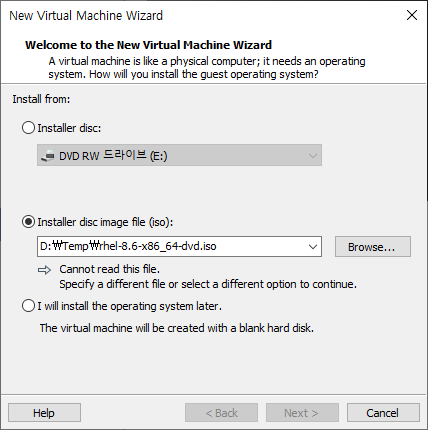 New Virtual Machine Wizard
Welcome to the New Virtual Machine Wizard
A virtual machine is like a physical computer; it needs an operating
system. How will you install the guest operating system?
Install from:
Installer disc:
DVD RW 드라이브 (E:)
Installer disc image file (iso):
D:₩Temp₩rhel-8.6-x86_64-dvd.iso
Browse...
Cannot read this file.
Specify a different file or select a different option to continue.
I will install the operating system later.
The virtual machine will be created with a blank hard disk.
Help
< Back
Next >
Cancel